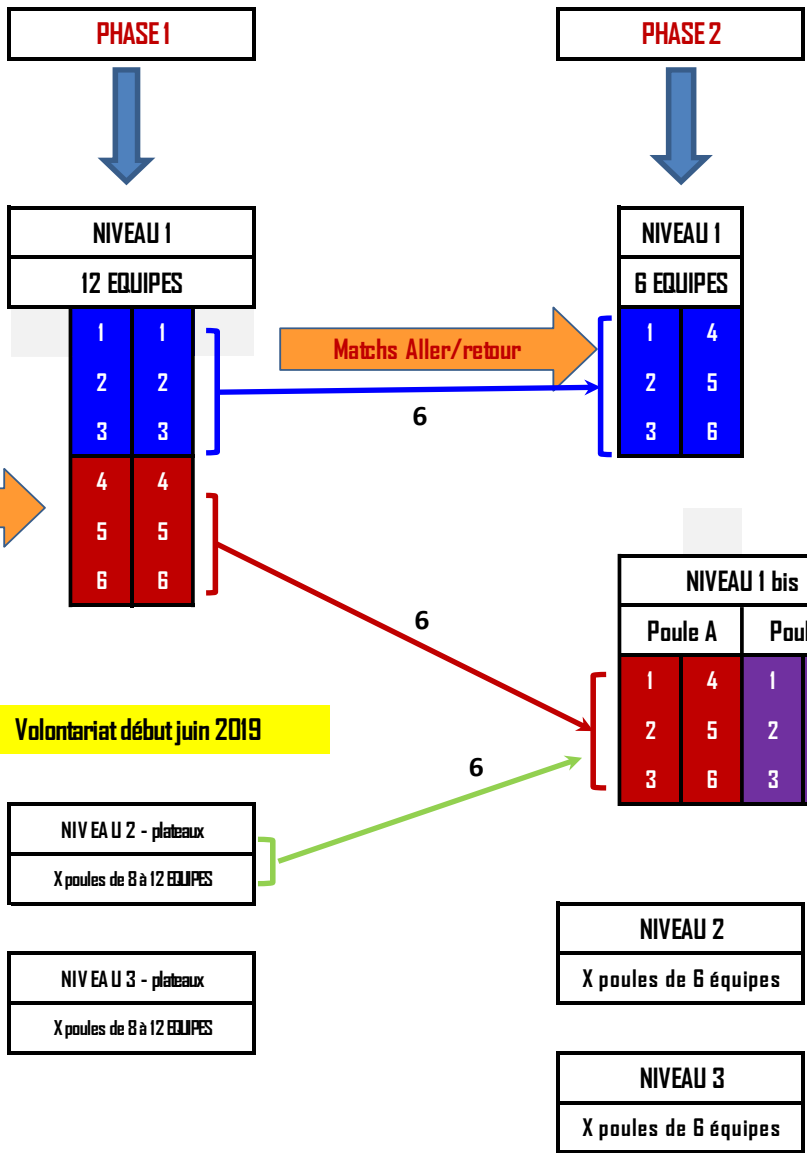 PHASE 1
PHASE 2
NIVEAU 1
12 EQUIPES
1 1
2 2
3 3
4 4
5 5
6 6
Matchs Aller/retour
6
NIVEAU 1
6 EQUIPES
1 4
2 5
3 6
6
NIVEAU 1 bis
Poule A
1 4 1
2 5 2
3 6 3
Volontariat début juin 2019
6
NIVEAU 2 - plateaux
X poules de 8 à 12 EQUIPES
NIVEAU 3 - plateaux
X poules de 8 à 12 EQUIPES
NIVEAU 2
X poules de 6 équipes
NIVEAU 3
X poules de 6 équipes